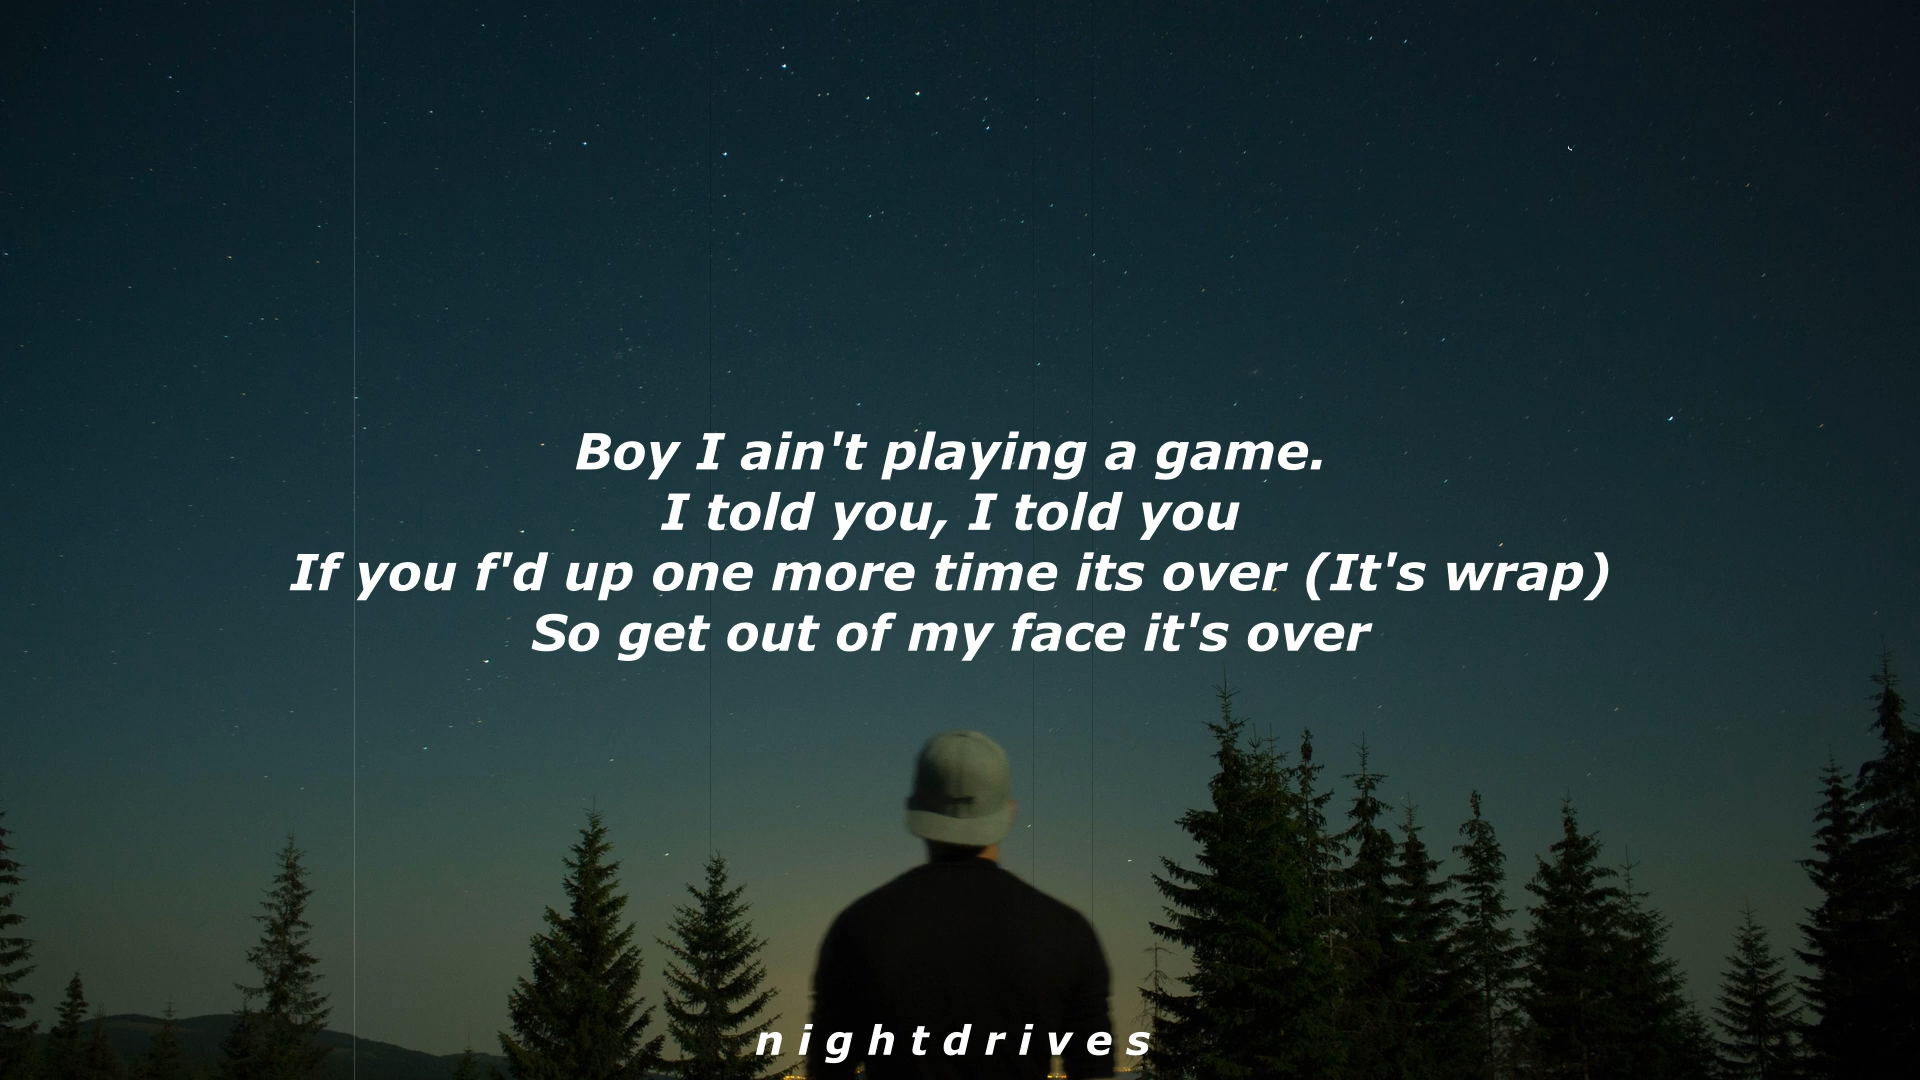 Boy I ain't playing a game.
I told you, I told you
If you f'd up one more time its over (It's wrap)
So get out of my face it's over
nightdrives